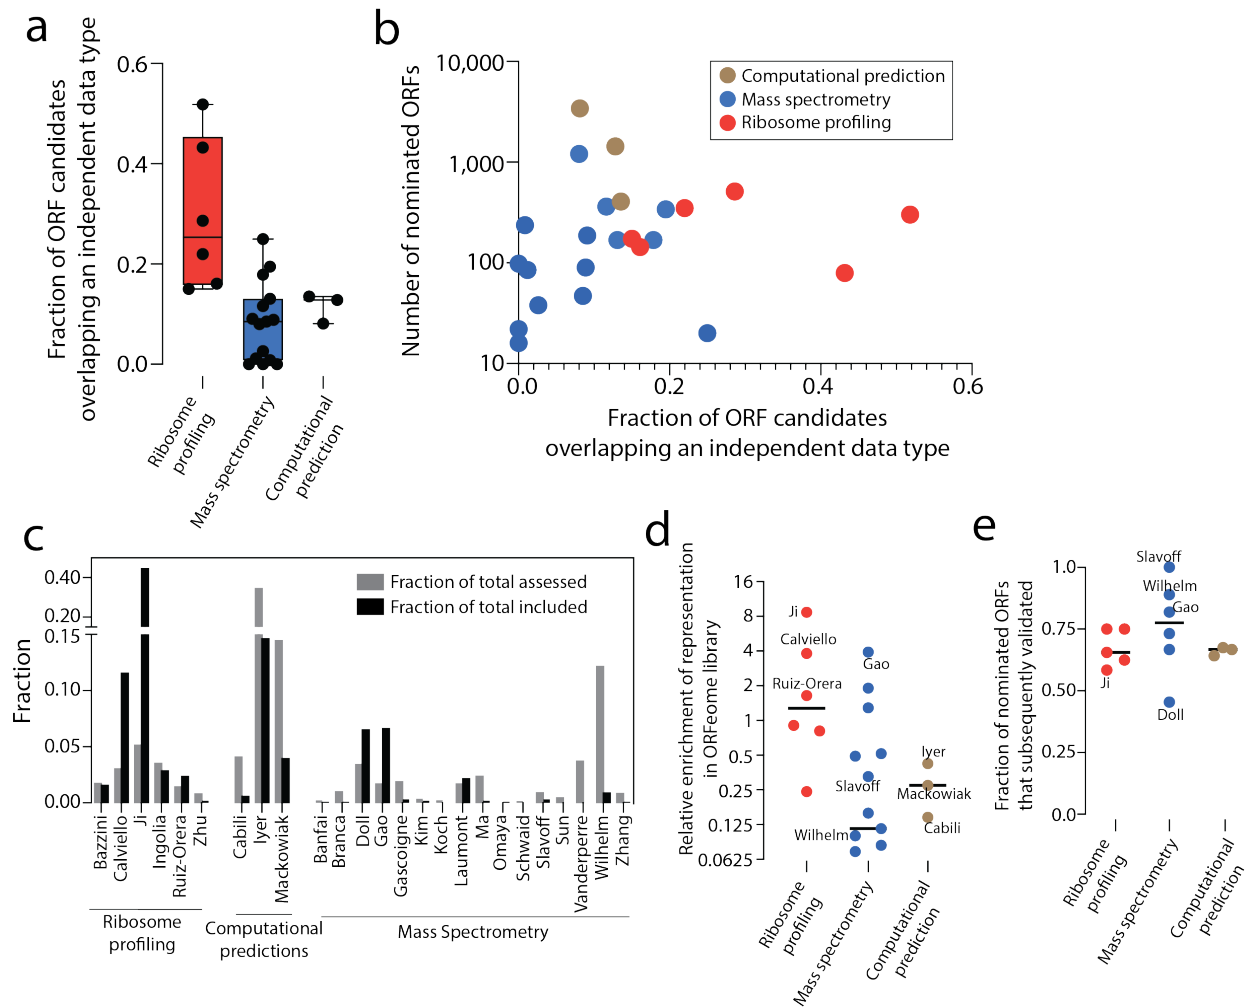 a
Fraction of ORF candidates
overlapping an independent data type
0.6
0.4
0.2
0.0
Ribosome
profiling
Mass spectrometry
Computational
prediction
b
Number of nominated ORFs
10,000
1,000
100
10
0.0
0.2
0.4
0.6
Fraction of ORF candidates
overlapping an independent data type
Computational prediction
Mass spectrometry
Ribosome profiling
c
Fraction
0.40
0.20
0.15
0.10
0.05
0.00
Fraction of total assessed
Fraction of total included
Bazzini
Calviello
Ji
Ingolia
Ruiz-Orera
Zhu
Cabili
Iyer
Mackowiak
Banfai
Branca
Doll
Gao
Gascoigne
Kim
Koch
Laumont
Ma
Omaya
Schwaid
Slavoff
Sun
Vanderperre
Wilhelm
Zhang
Ribosome
profiling
Computational
predictions
Mass Spectrometry
d
Relative enrichment of representation
in ORFeome library
16
8
4
2
1
0.5
0.25
0.125
0.0625
Ji
Calviello
Ruiz-Orera
Gao
Slavoff
Wilhelm
Iyer
Mackowiak
Cabili
Ribosome
profiling
Mass spectrometry
Computational
prediction
e
Fraction of nominated ORFs
that subsequently validated
1.0
0.75
0.50
0.25
0.0
Slavoff
Wilhelm
Gao
Ji
Doll
Ribosome
profiling
Mass spectrometry
Computational
prediction